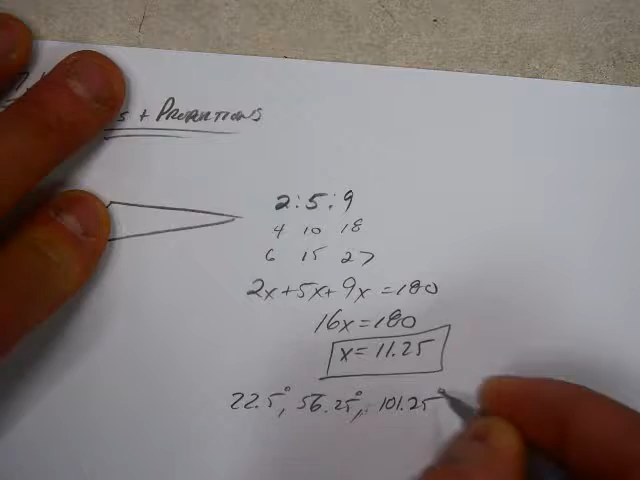 + PROPORTIONS
2:5:9
4 10 18
6 15 27
2x+5x+9x=180
16x=180
x=11.25
22.5°, 56.25°, 101.25°